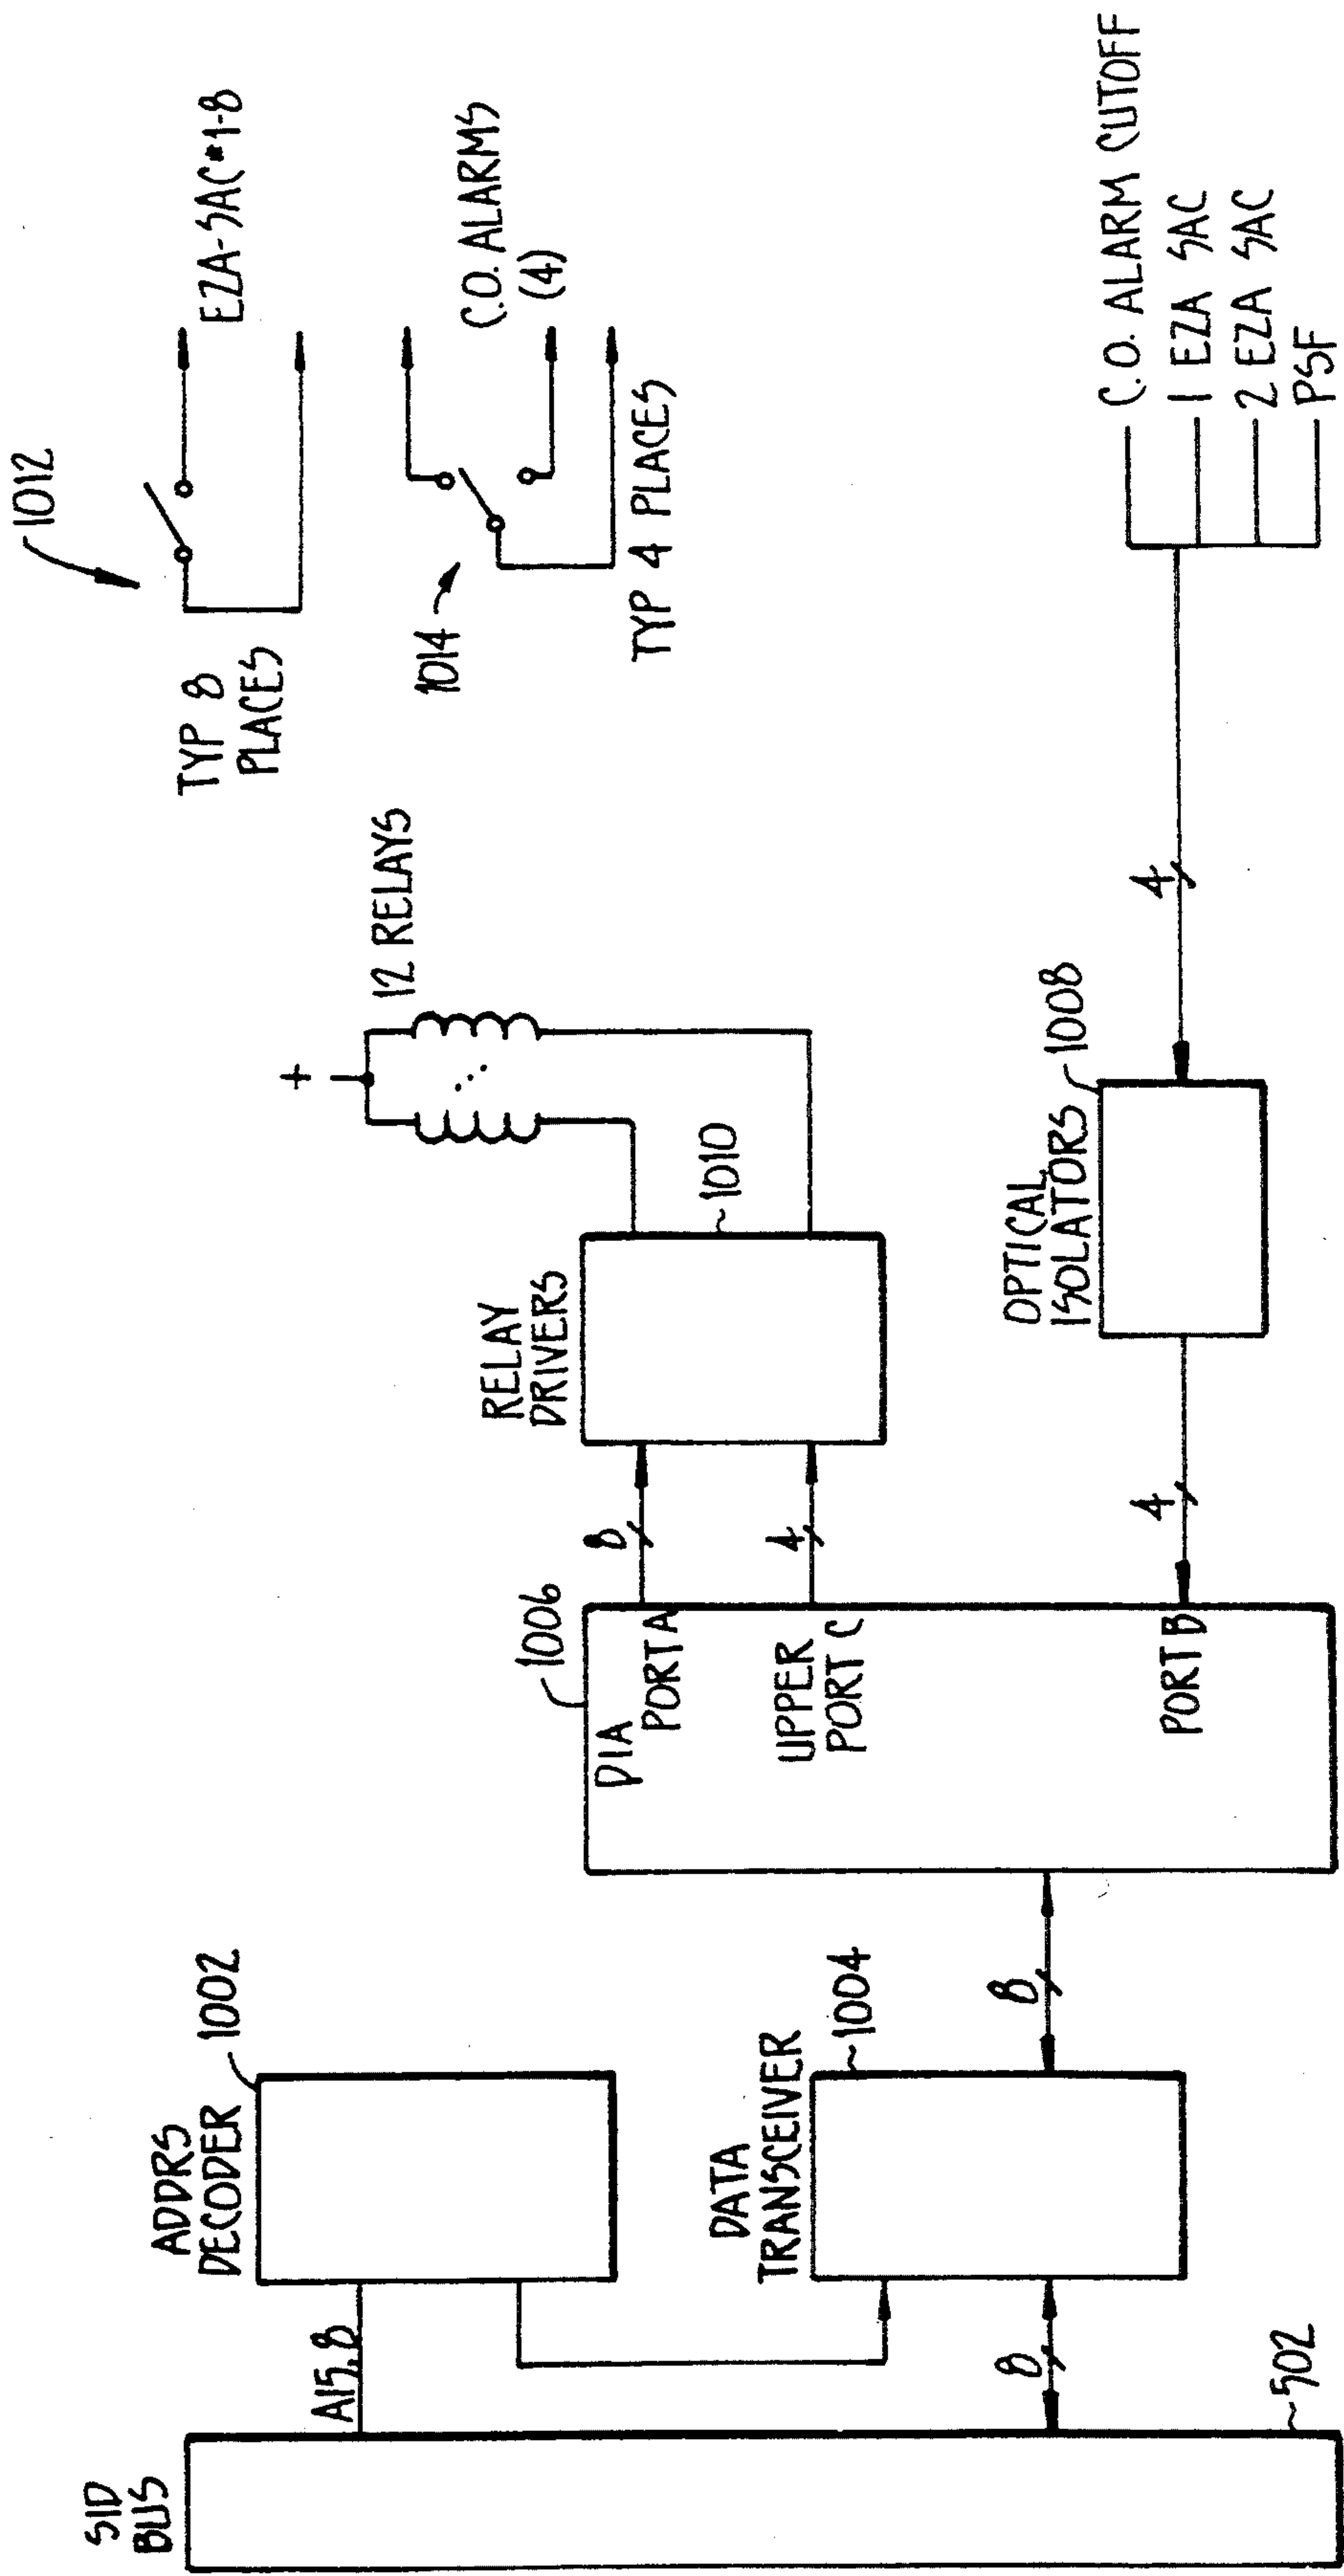 SID
BUS
502
A15,8
8
ADDRS
DECODER
1002
DATA
TRANSCEIVER
1004
8
1006
DIA
PORT A
UPPER
PORT C
PORT B
8
4
4
RELAY
DRIVERS
1010
OPTICAL
ISOLATORS
1008
+
...
12 RELAYS
4
1012
TYP 8
PLACES
EZA-SAC#1-8
1014
C.O. ALARMS
(4)
TYP 4 PLACES
C.O. ALARM CUTOFF
1 EZA SAC
2 EZA SAC
PSF